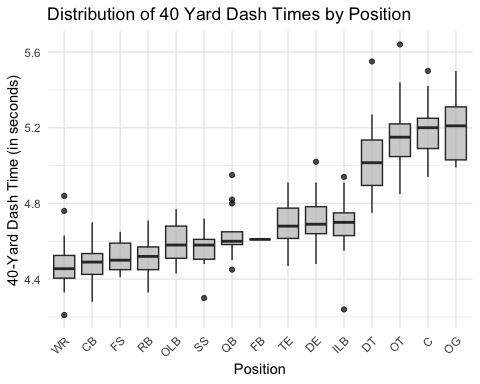 Distribution of 40 Yard Dash Times by Position
40-Yard Dash Time (in seconds)
5.6
5.2
4.8
4.4
WR CB FS RB OLB SS QB FB TE DE ILB DT OT C OG
Position